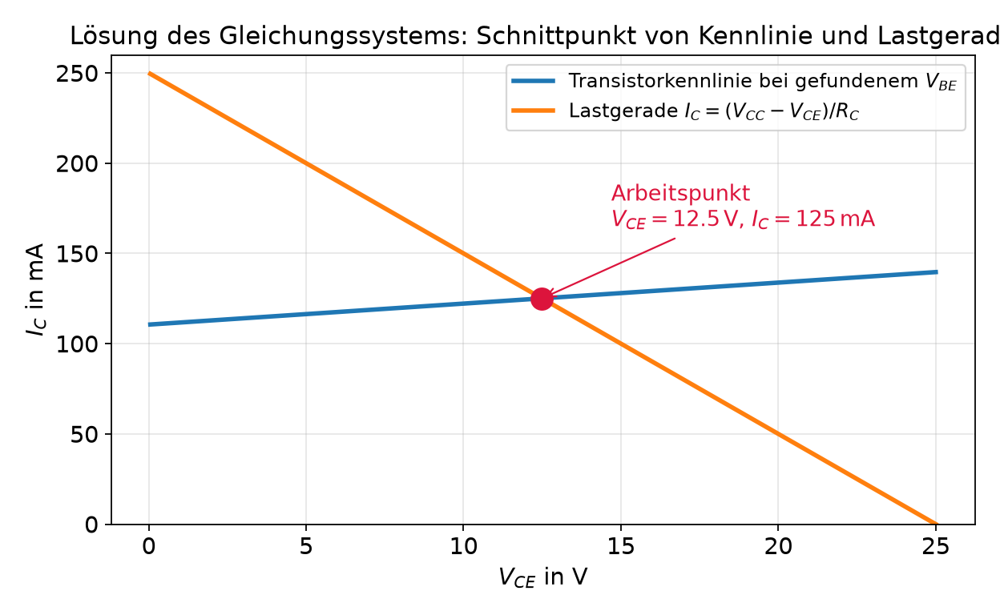 Lösung des Gleichungssystems: Schnittpunkt von Kennlinie und Lastgerad
250
200
150
100
50
0
I_C in mA
Transistorkennlinie bei gefundenem V_BE
Lastgerade I_C = (V_CC − V_CE)/R_C
Arbeitspunkt
V_CE = 12.5 V, I_C = 125 mA
0 5 10 15 20 25
V_CE in V